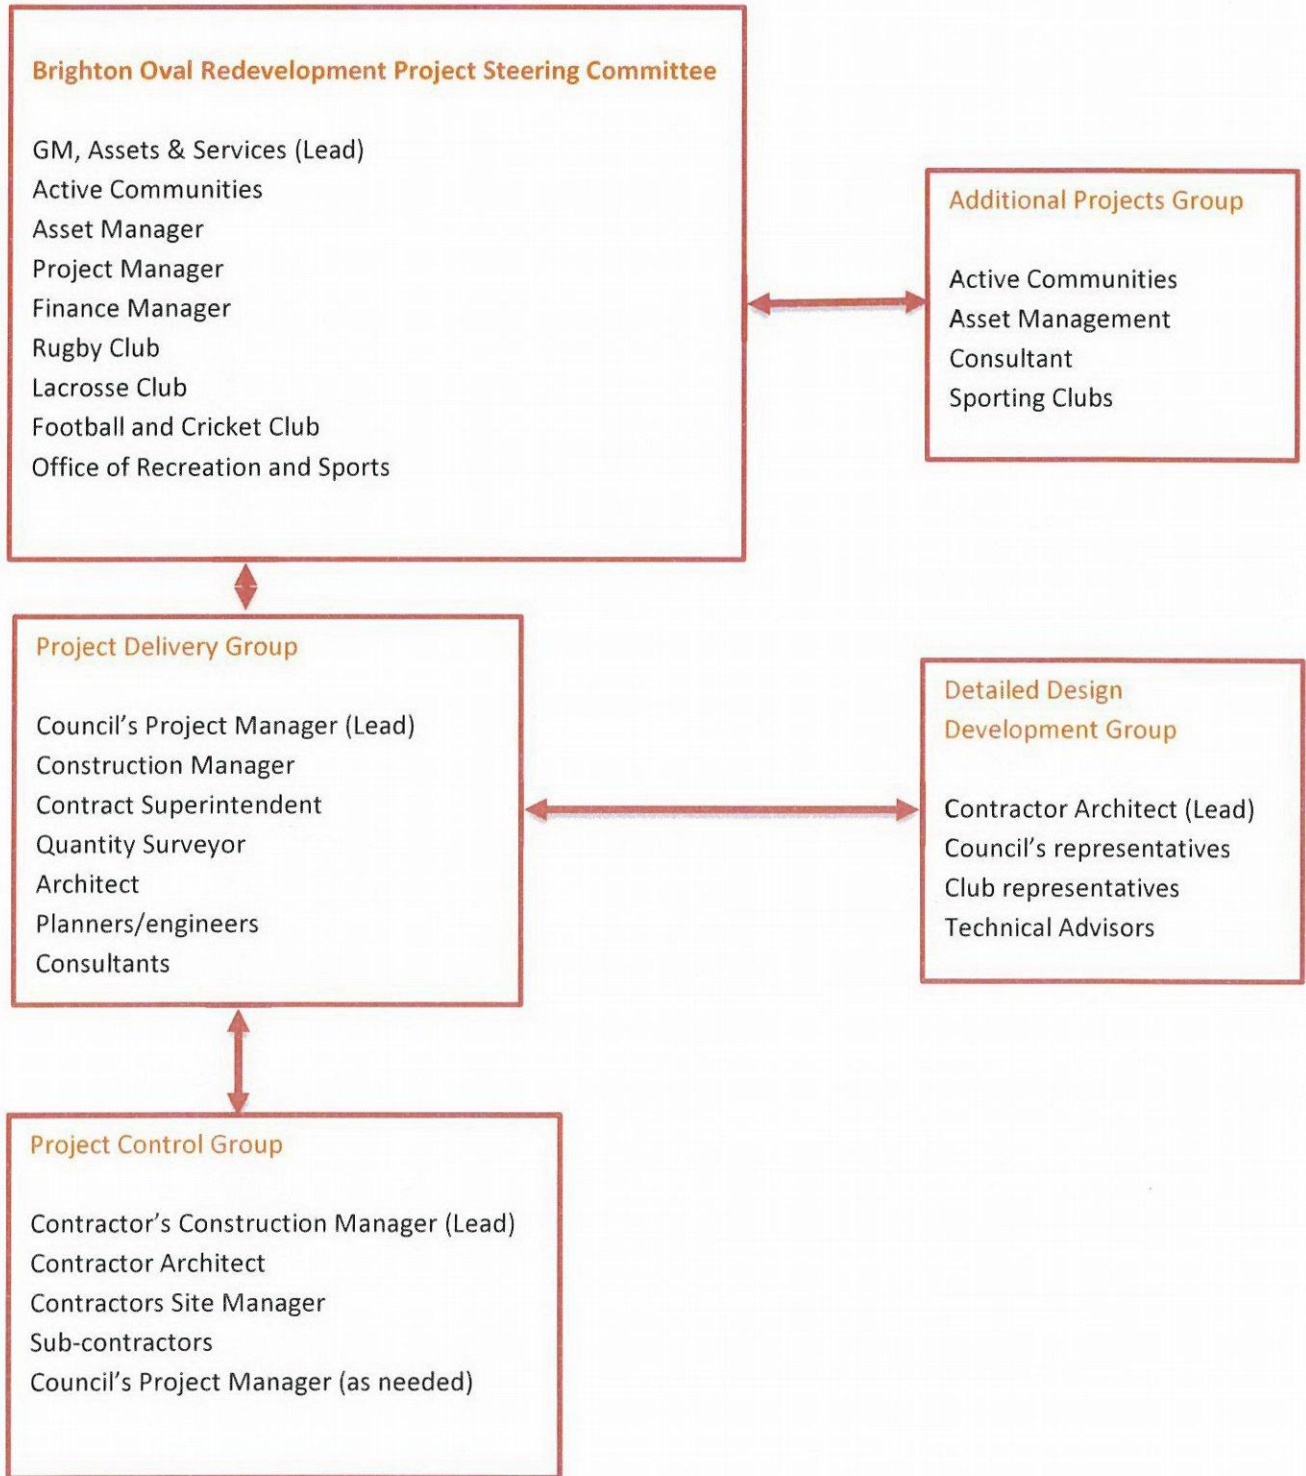 Brighton Oval Redevelopment Project Steering Committee
GM, Assets & Services (Lead)
Active Communities
Asset Manager
Project Manager
Finance Manager
Rugby Club
Lacrosse Club
Football and Cricket Club
Office of Recreation and Sports
Additional Projects Group
Active Communities
Asset Management
Consultant
Sporting Clubs
Project Delivery Group
Council's Project Manager (Lead)
Construction Manager
Contract Superintendent
Quantity Surveyor
Architect
Planners/engineers
Consultants
Detailed Design
Development Group
Contractor Architect (Lead)
Council's representatives
Club representatives
Technical Advisors
Project Control Group
Contractor's Construction Manager (Lead)
Contractor Architect
Contractors Site Manager
Sub-contractors
Council's Project Manager (as needed)